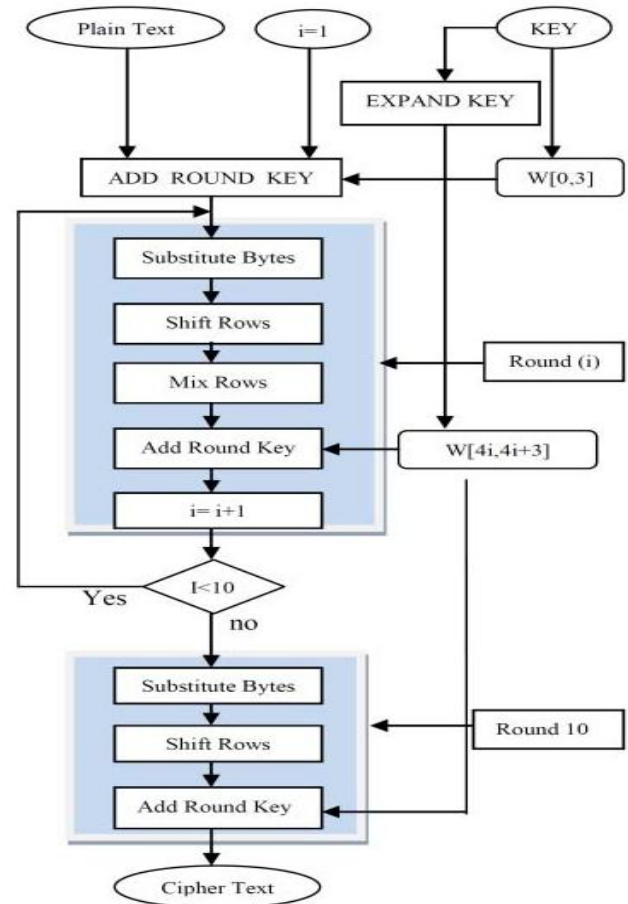 Plain Text
i=1
KEY
EXPAND KEY
ADD ROUND KEY
W[0,3]
Substitute Bytes
Shift Rows
Mix Rows
Round (i)
Add Round Key
W[4i,4i+3]
i= i+1
I<10
Yes
no
Substitute Bytes
Shift Rows
Round 10
Add Round Key
Cipher Text